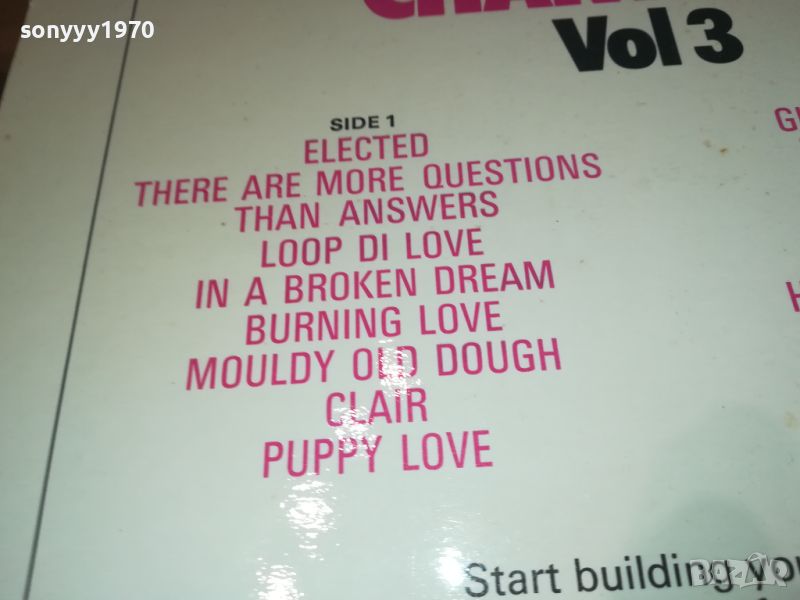 sonyyy1970
Vol 3
SIDE 1
ELECTED
THERE ARE MORE QUESTIONS
THAN ANSWERS
LOOP DI LOVE
IN A BROKEN DREAM
BURNING LOVE
MOULDY OLD DOUGH
CLAIR
PUPPY LOVE
Start building